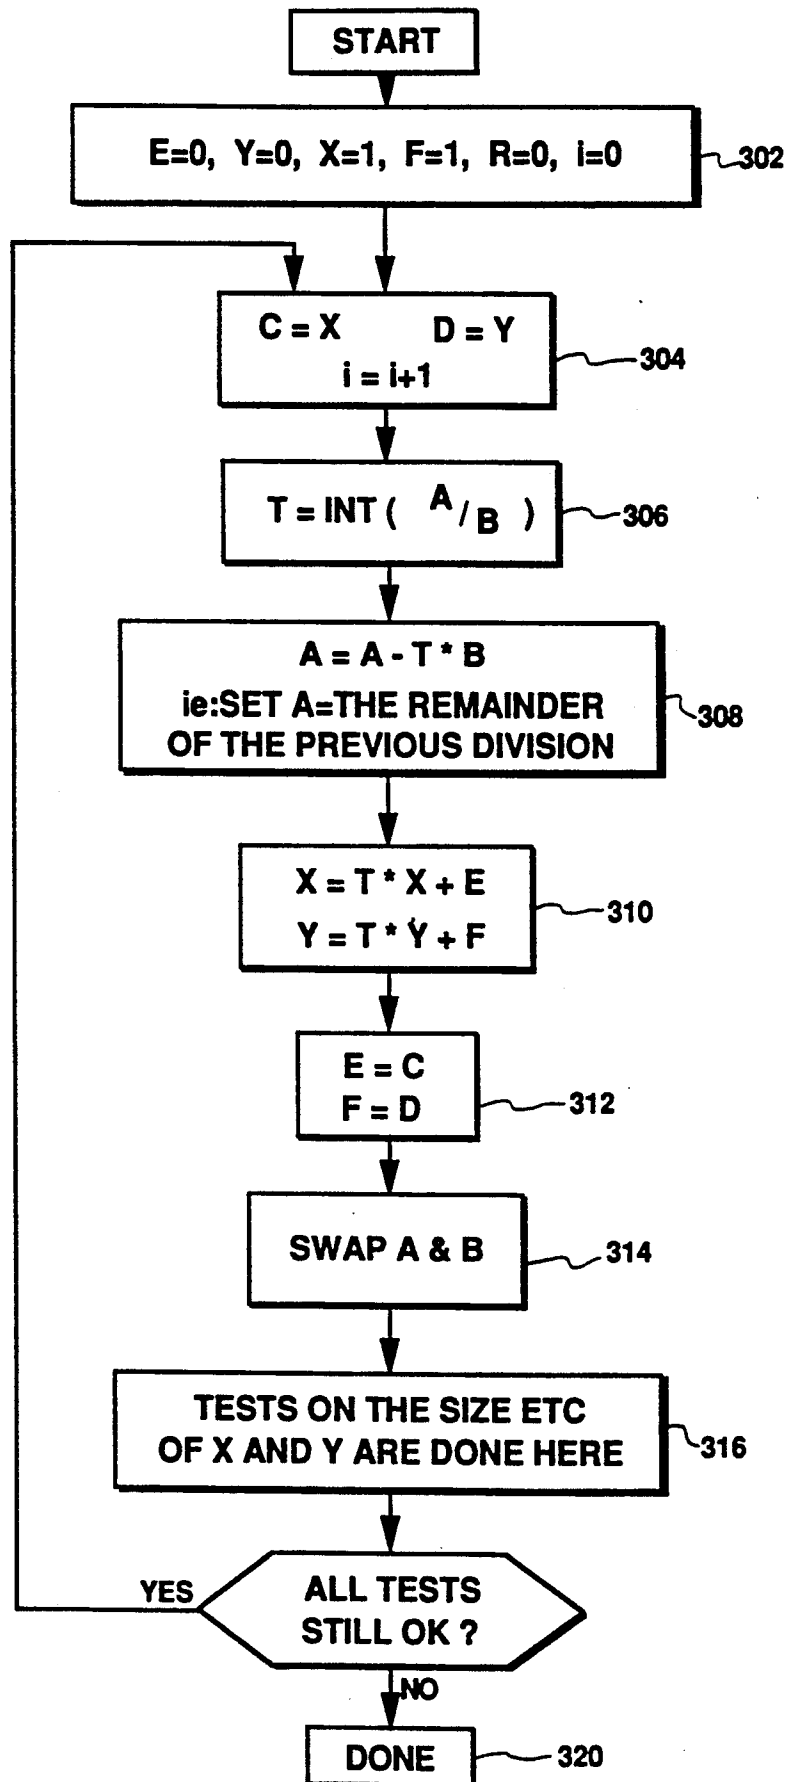 START
E=0, Y=0, X=1, F=1, R=0, i=0
302
C = X D = Y
i = i+1
304
T = INT ( A/B )
306
A = A - T * B
ie:SET A=THE REMAINDER
OF THE PREVIOUS DIVISION
308
X = T * X + E
Y = T * Y + F
310
E = C
F = D
312
SWAP A & B
314
TESTS ON THE SIZE ETC
OF X AND Y ARE DONE HERE
316
YES
ALL TESTS
STILL OK ?
NO
DONE
320